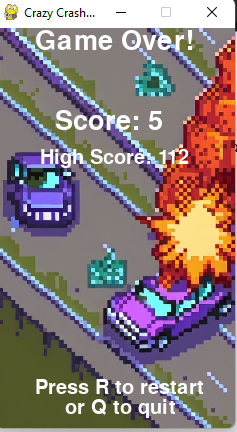 Crazy Crash...
Game Over!
Score: 5
High Score: 112
Press R to restart
or Q to quit